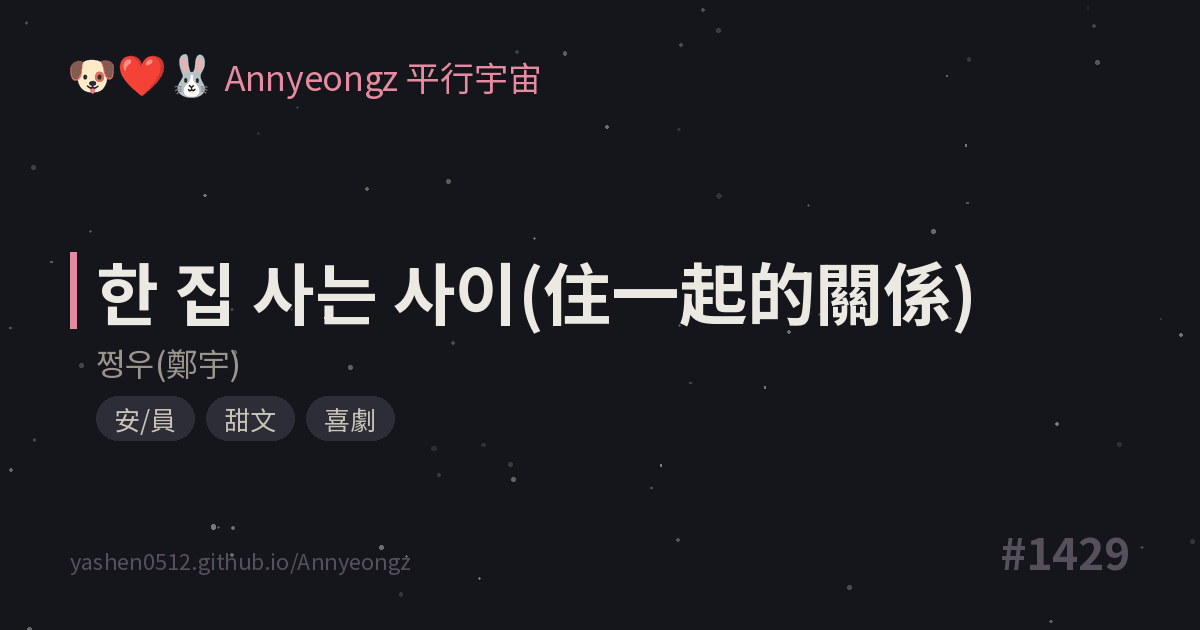 🐶❤️🐰 Annyeongz 平行宇宙
한 집 사는 사이(住一起的關係)
쩡우(鄭宇)
安/員 甜文 喜劇
yashen0512.github.io/Annyeongz
#1429